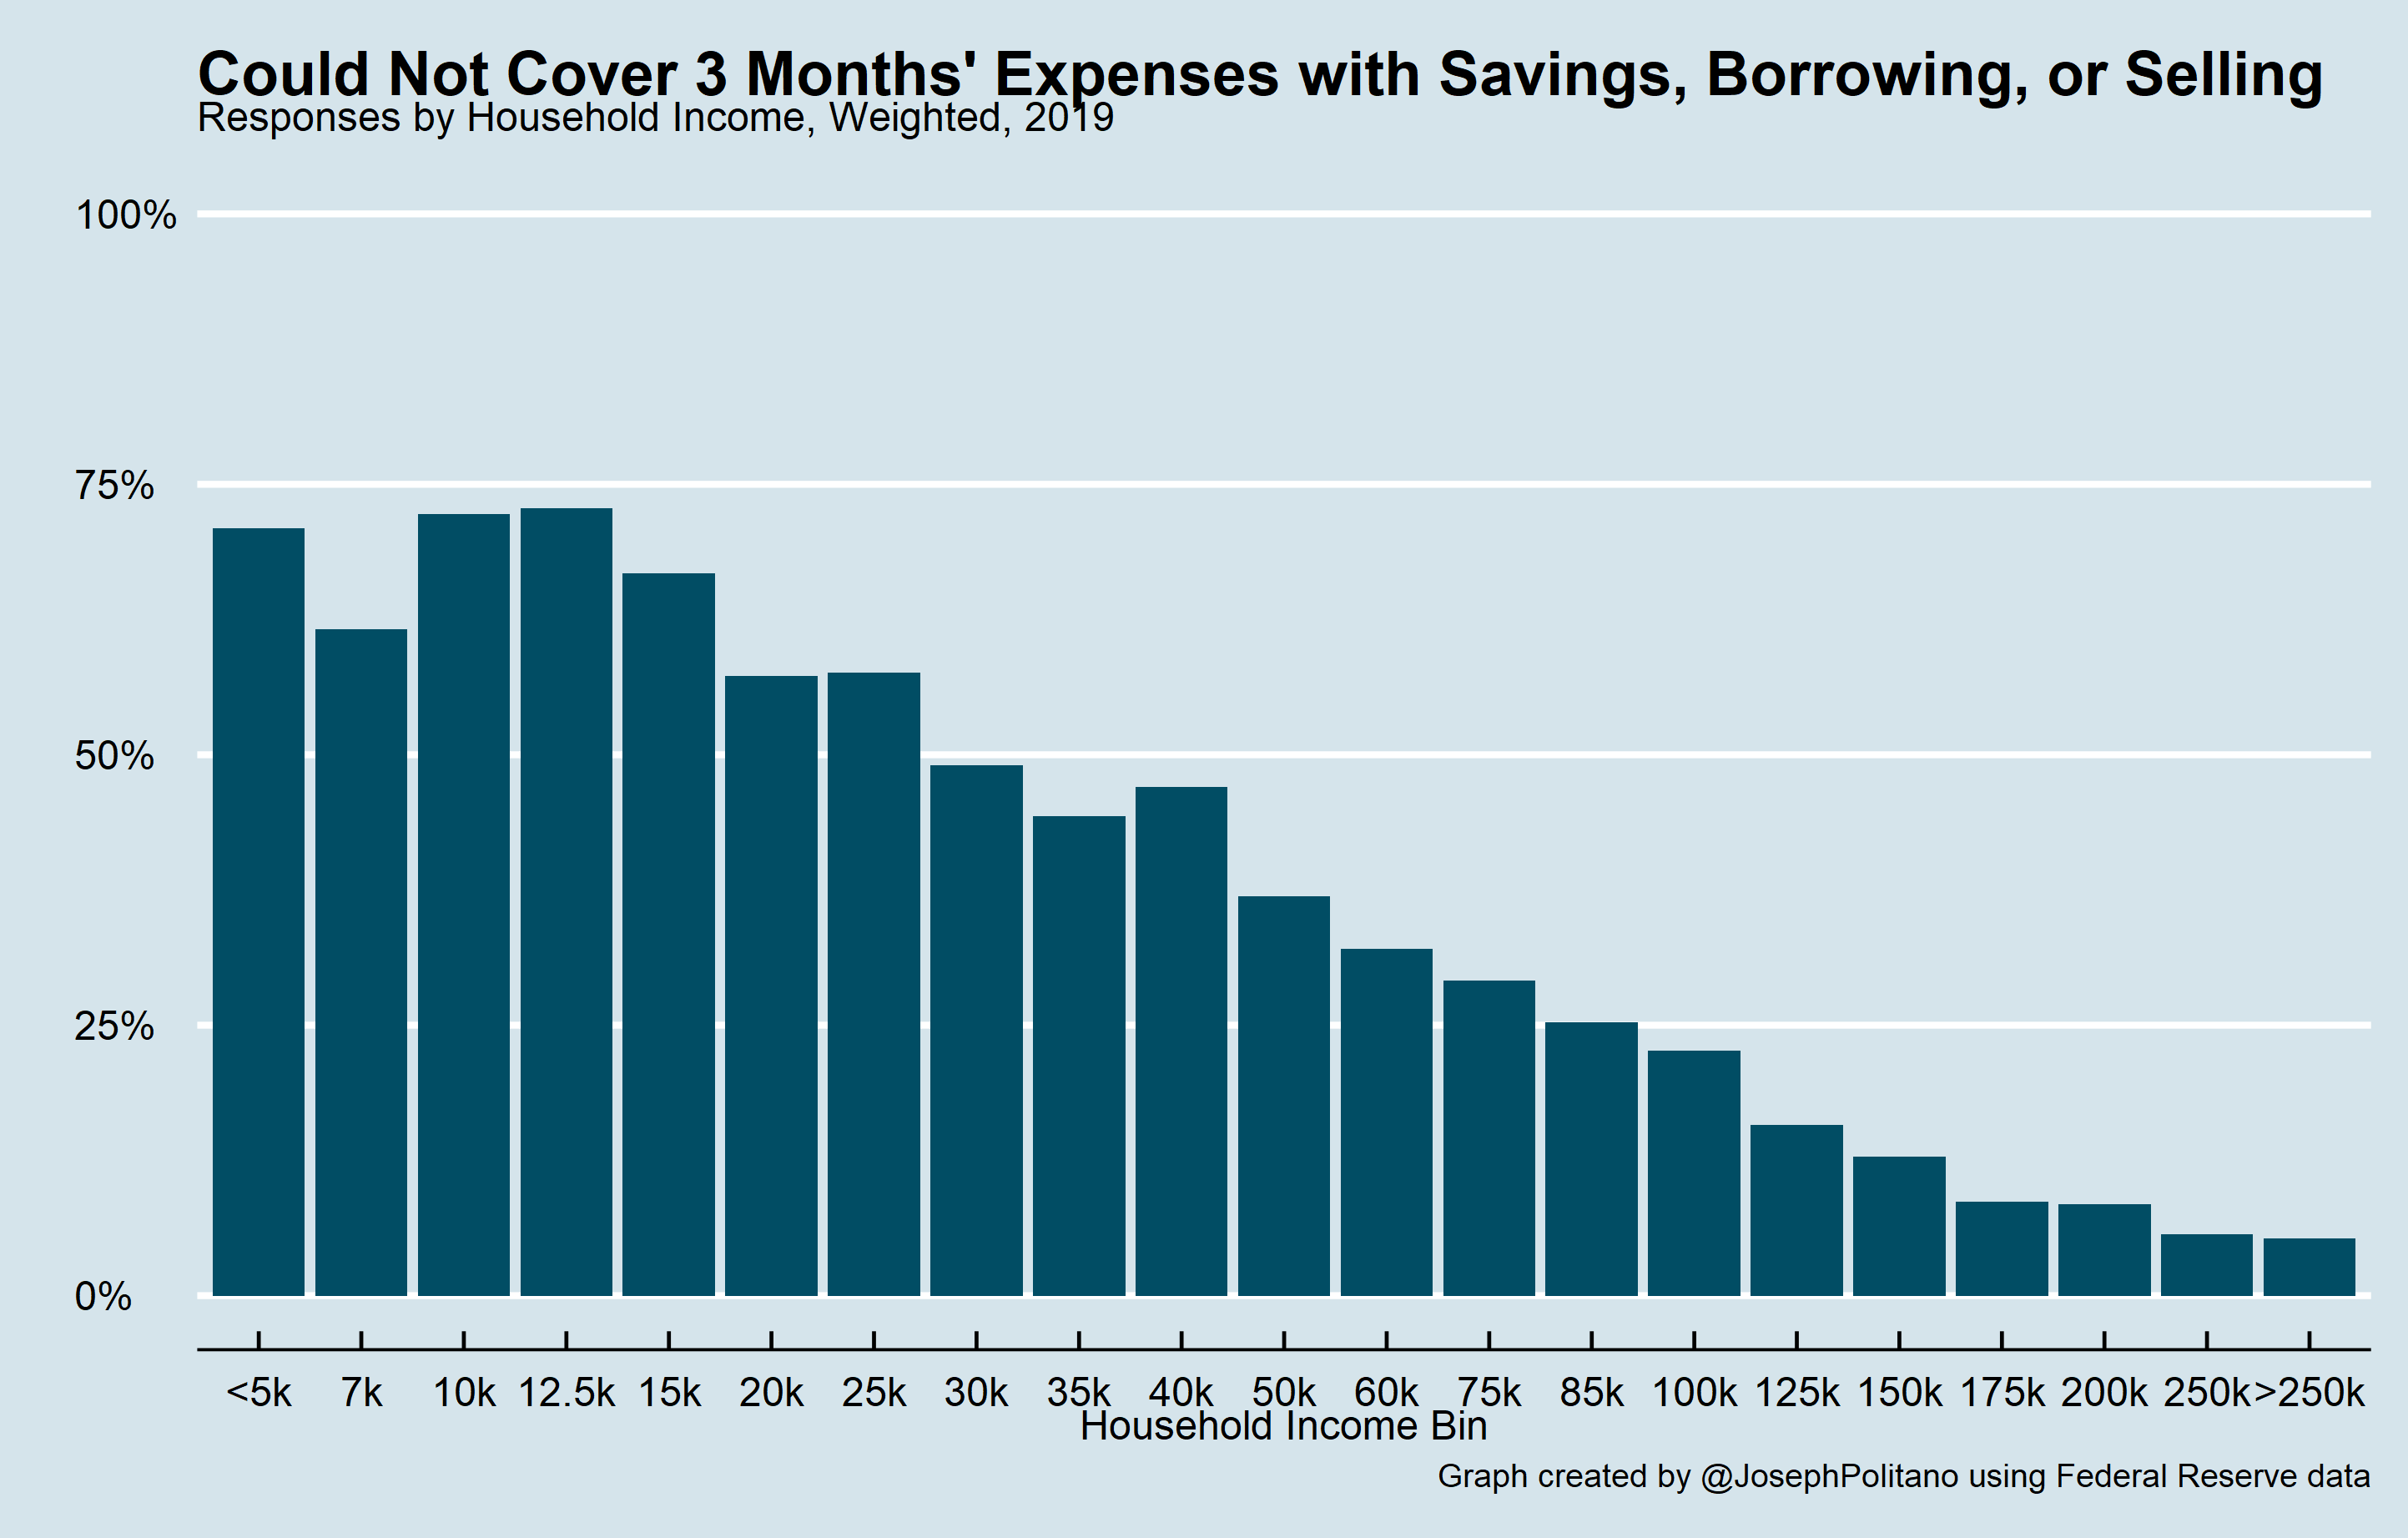 Could Not Cover 3 Months' Expenses with Savings, Borrowing, or Selling
Responses by Household Income, Weighted, 2019
100%
75%
50%
25%
0%
<5k 7k 10k 12.5k 15k 20k 25k 30k 35k 40k 50k 60k 75k 85k 100k 125k 150k 175k 200k 250k >250k
Household Income Bin
Graph created by @JosephPolitano using Federal Reserve data